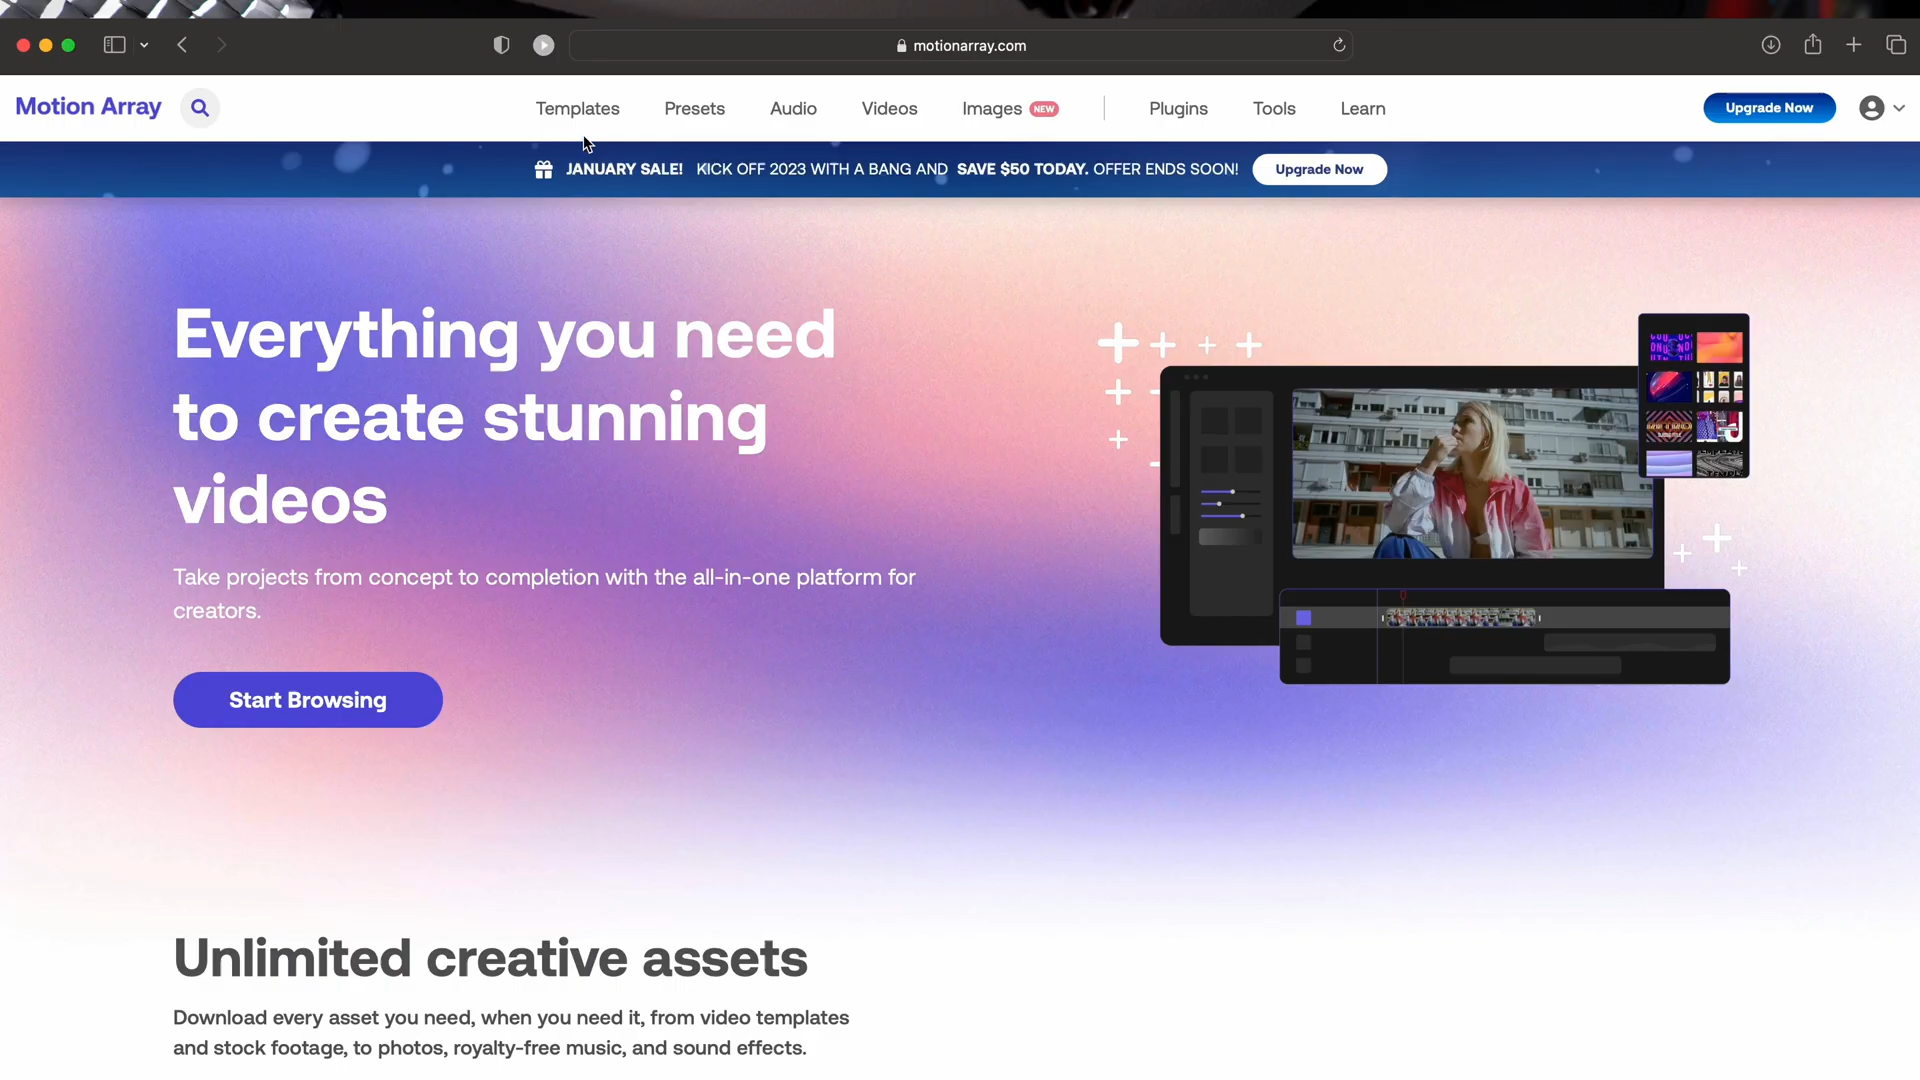 motionarray.com
Motion Array
Templates Presets Audio Videos Images NEW Plugins Tools Learn Upgrade Now
JANUARY SALE! KICK OFF 2023 WITH A BANG AND SAVE $50 TODAY. OFFER ENDS SOON! Upgrade Now
Everything you need
to create stunning
videos
Take projects from concept to completion with the all-in-one platform for
creators.
Start Browsing
Unlimited creative assets
Download every asset you need, when you need it, from video templates
and stock footage, to photos, royalty-free music, and sound effects.